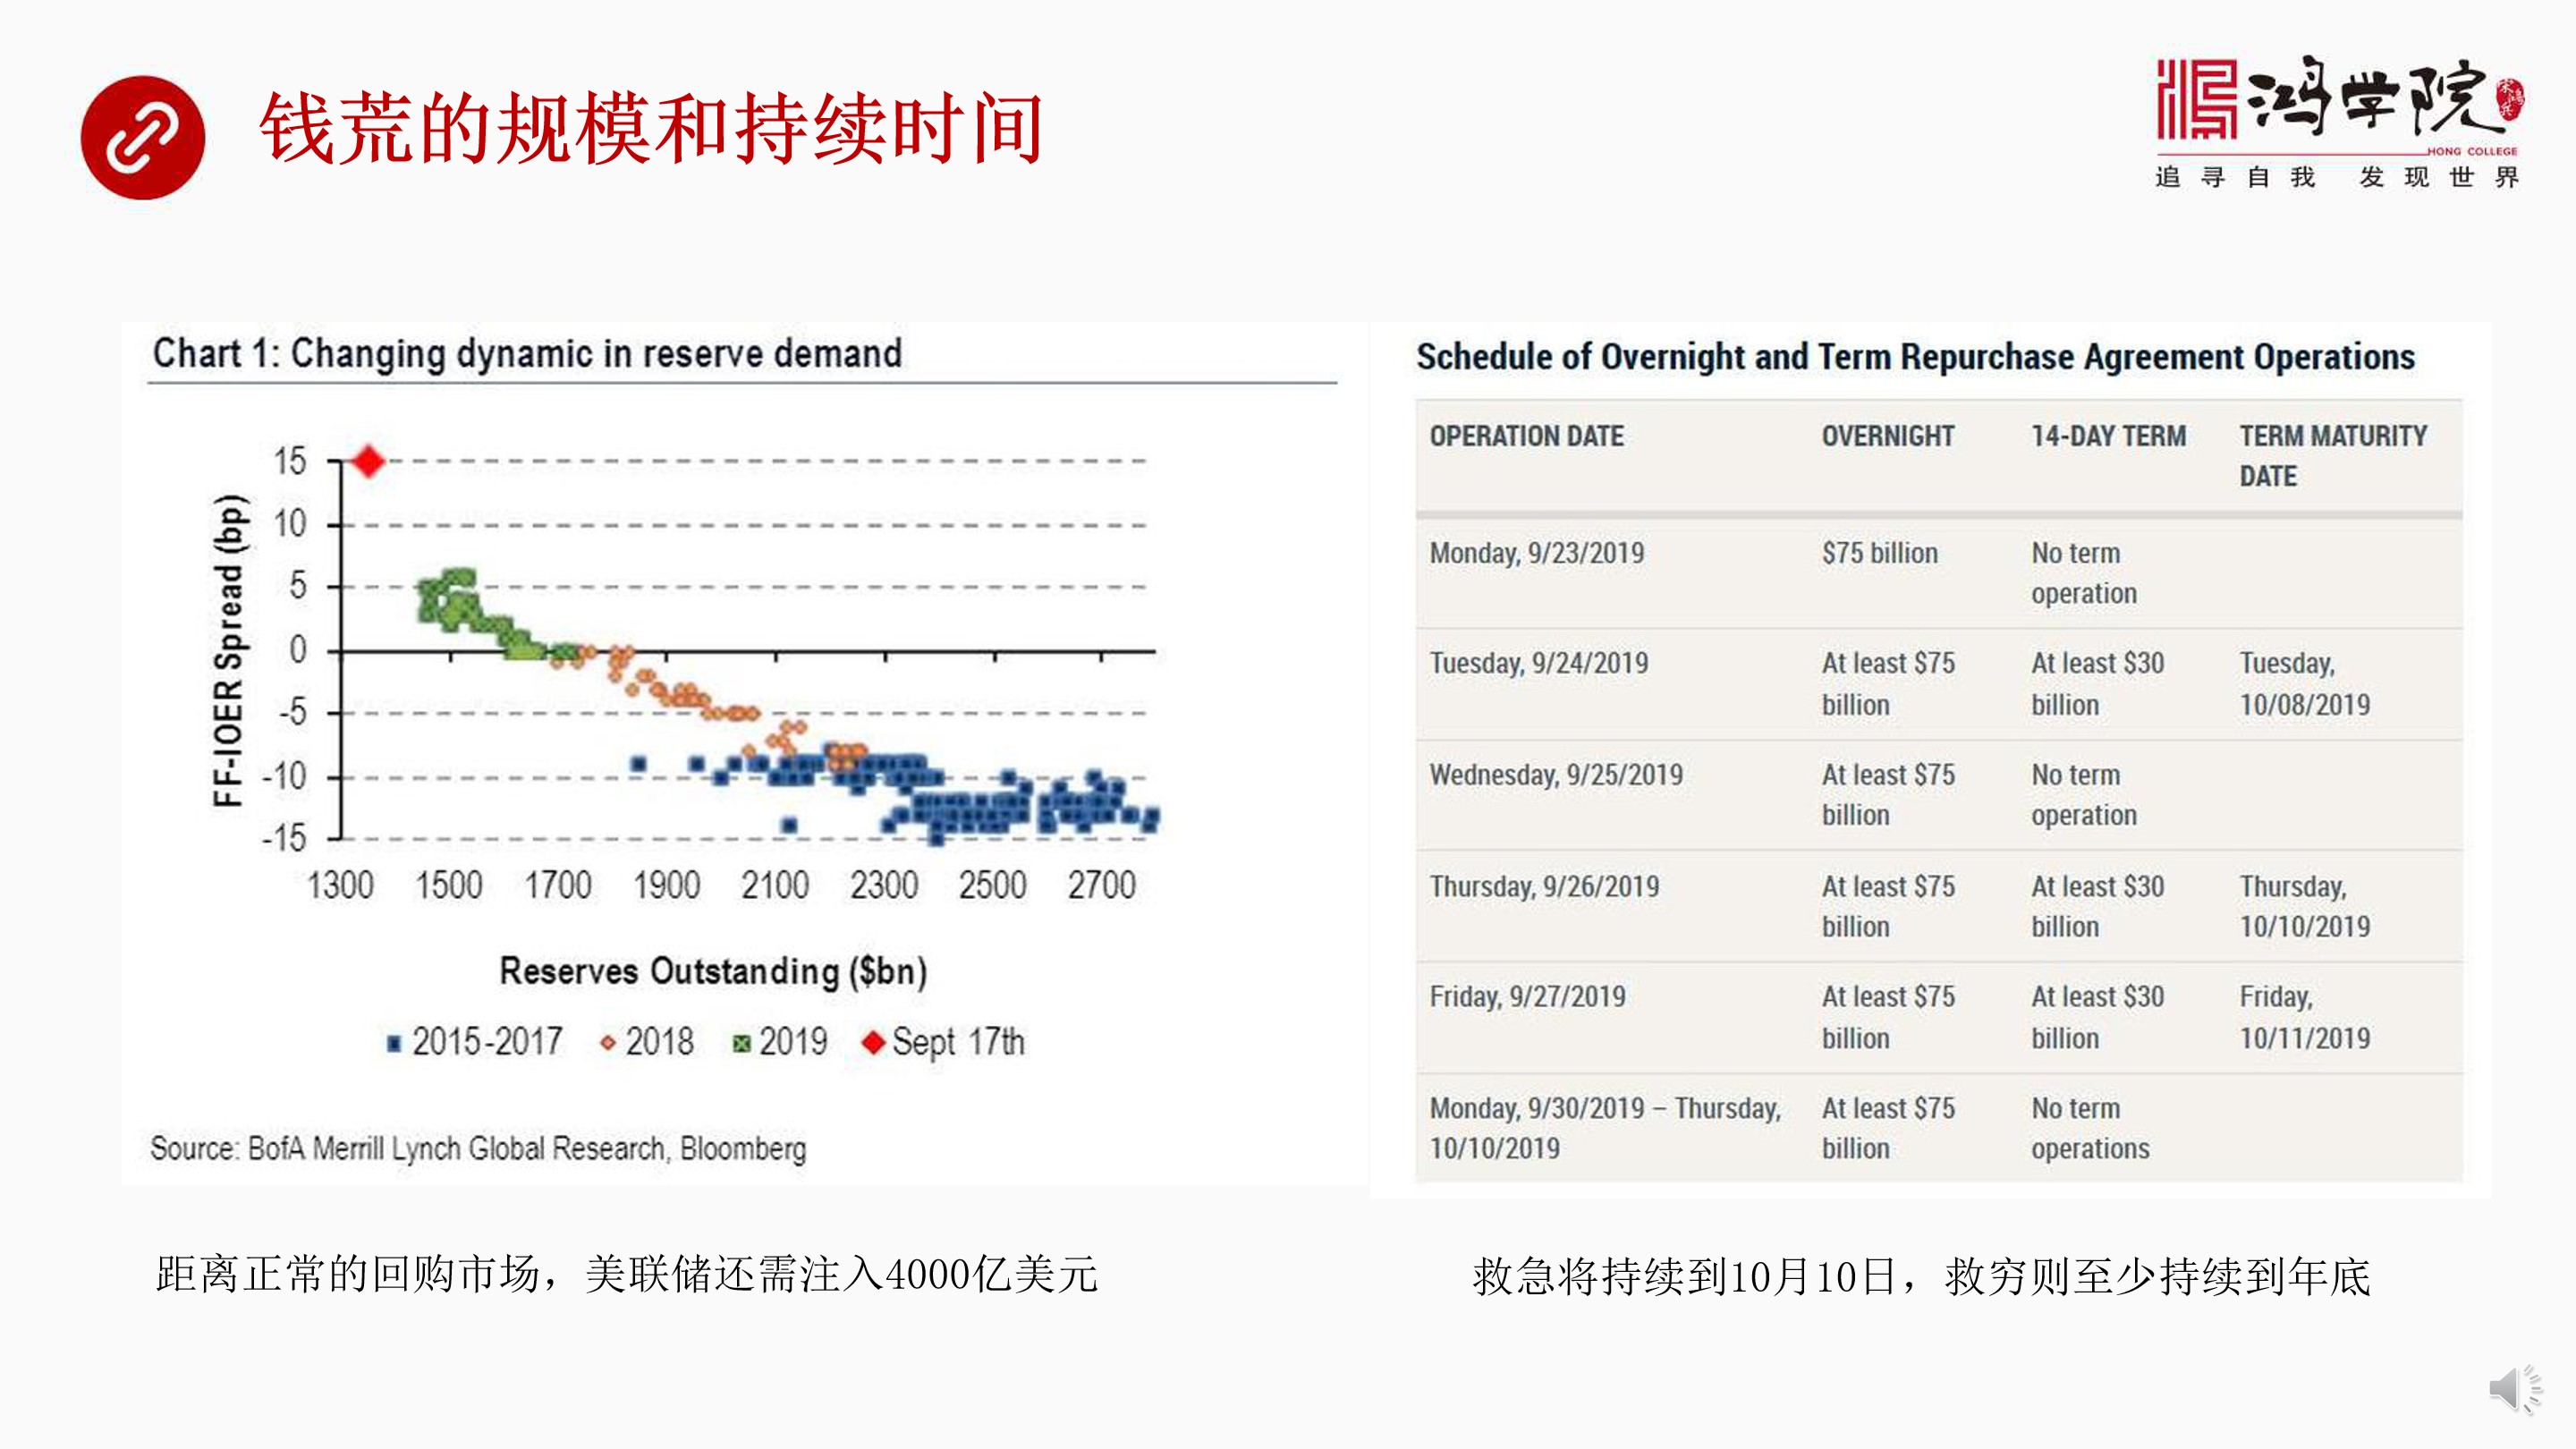 钱荒的规模和持续时间
鸿学院
HONG COLLEGE
追寻自我 发现世界
Chart 1: Changing dynamic in reserve demand
FF-IOER Spread (bp)
15
10
5
0
-5
-10
-15
1300 1500 1700 1900 2100 2300 2500 2700
Reserves Outstanding ($bn)
2015-2017 2018 2019 Sept 17th
Source: BofA Merrill Lynch Global Research, Bloomberg
距离正常的回购市场，美联储还需注入4000亿美元
Schedule of Overnight and Term Repurchase Agreement Operations
OPERATION DATE OVERNIGHT 14-DAY TERM TERM MATURITY
DATE
Monday, 9/23/2019 $75 billion No term
operation
Tuesday, 9/24/2019 At least $75 At least $30 Tuesday,
billion billion 10/08/2019
Wednesday, 9/25/2019 At least $75 No term
billion operation
Thursday, 9/26/2019 At least $75 At least $30 Thursday,
billion billion 10/10/2019
Friday, 9/27/2019 At least $75 At least $30 Friday,
billion billion 10/11/2019
Monday, 9/30/2019 – Thursday, At least $75 No term
10/10/2019 billion operations
救急将持续到10月10日，救穷则至少持续到年底